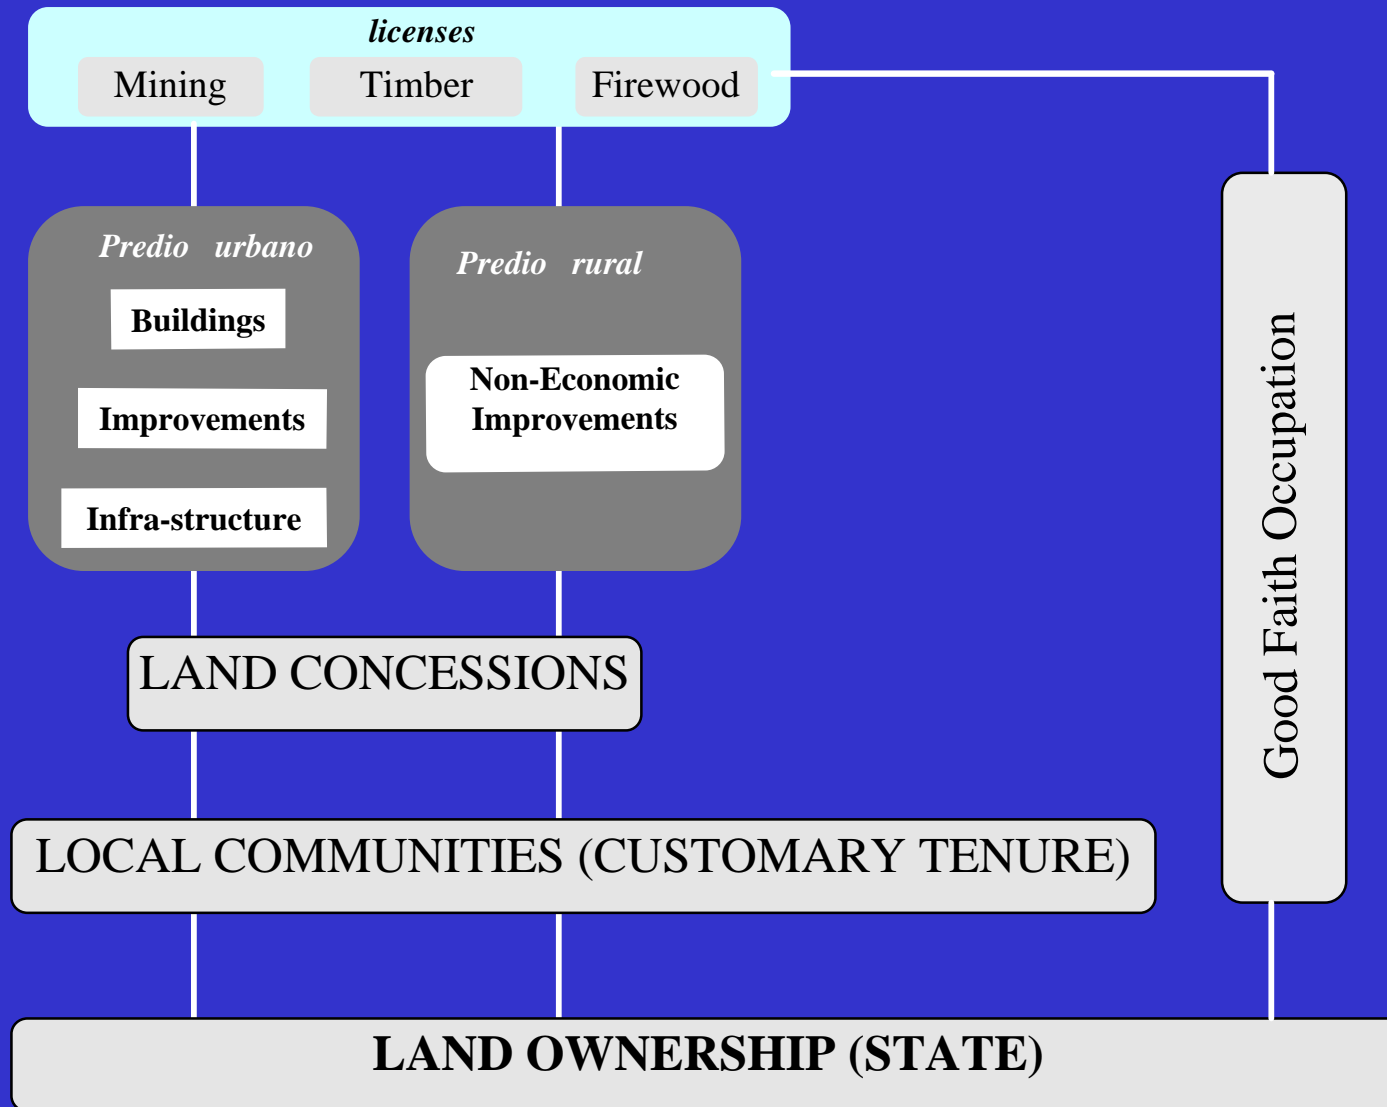 licenses
Mining
Timber
Firewood
Predio urbano
Buildings
Improvements
Infra-structure
Predio rural
Non-Economic
Improvements
LAND CONCESSIONS
LOCAL COMMUNITIES (CUSTOMARY TENURE)
Good Faith Occupation
LAND OWNERSHIP (STATE)